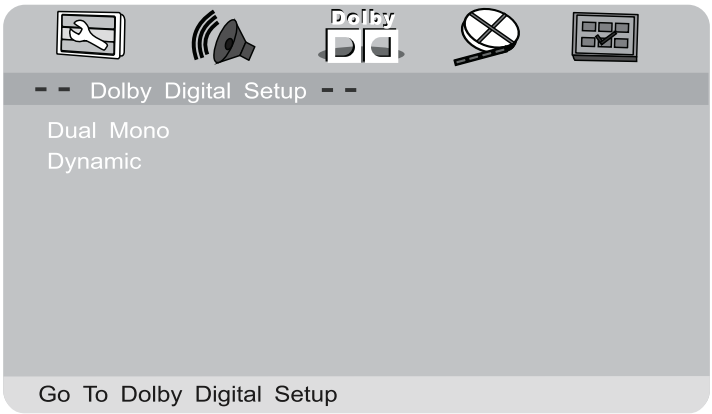 Dolby
-- Dolby Digital Setup --
Dual Mono
Dynamic
Go To Dolby Digital Setup